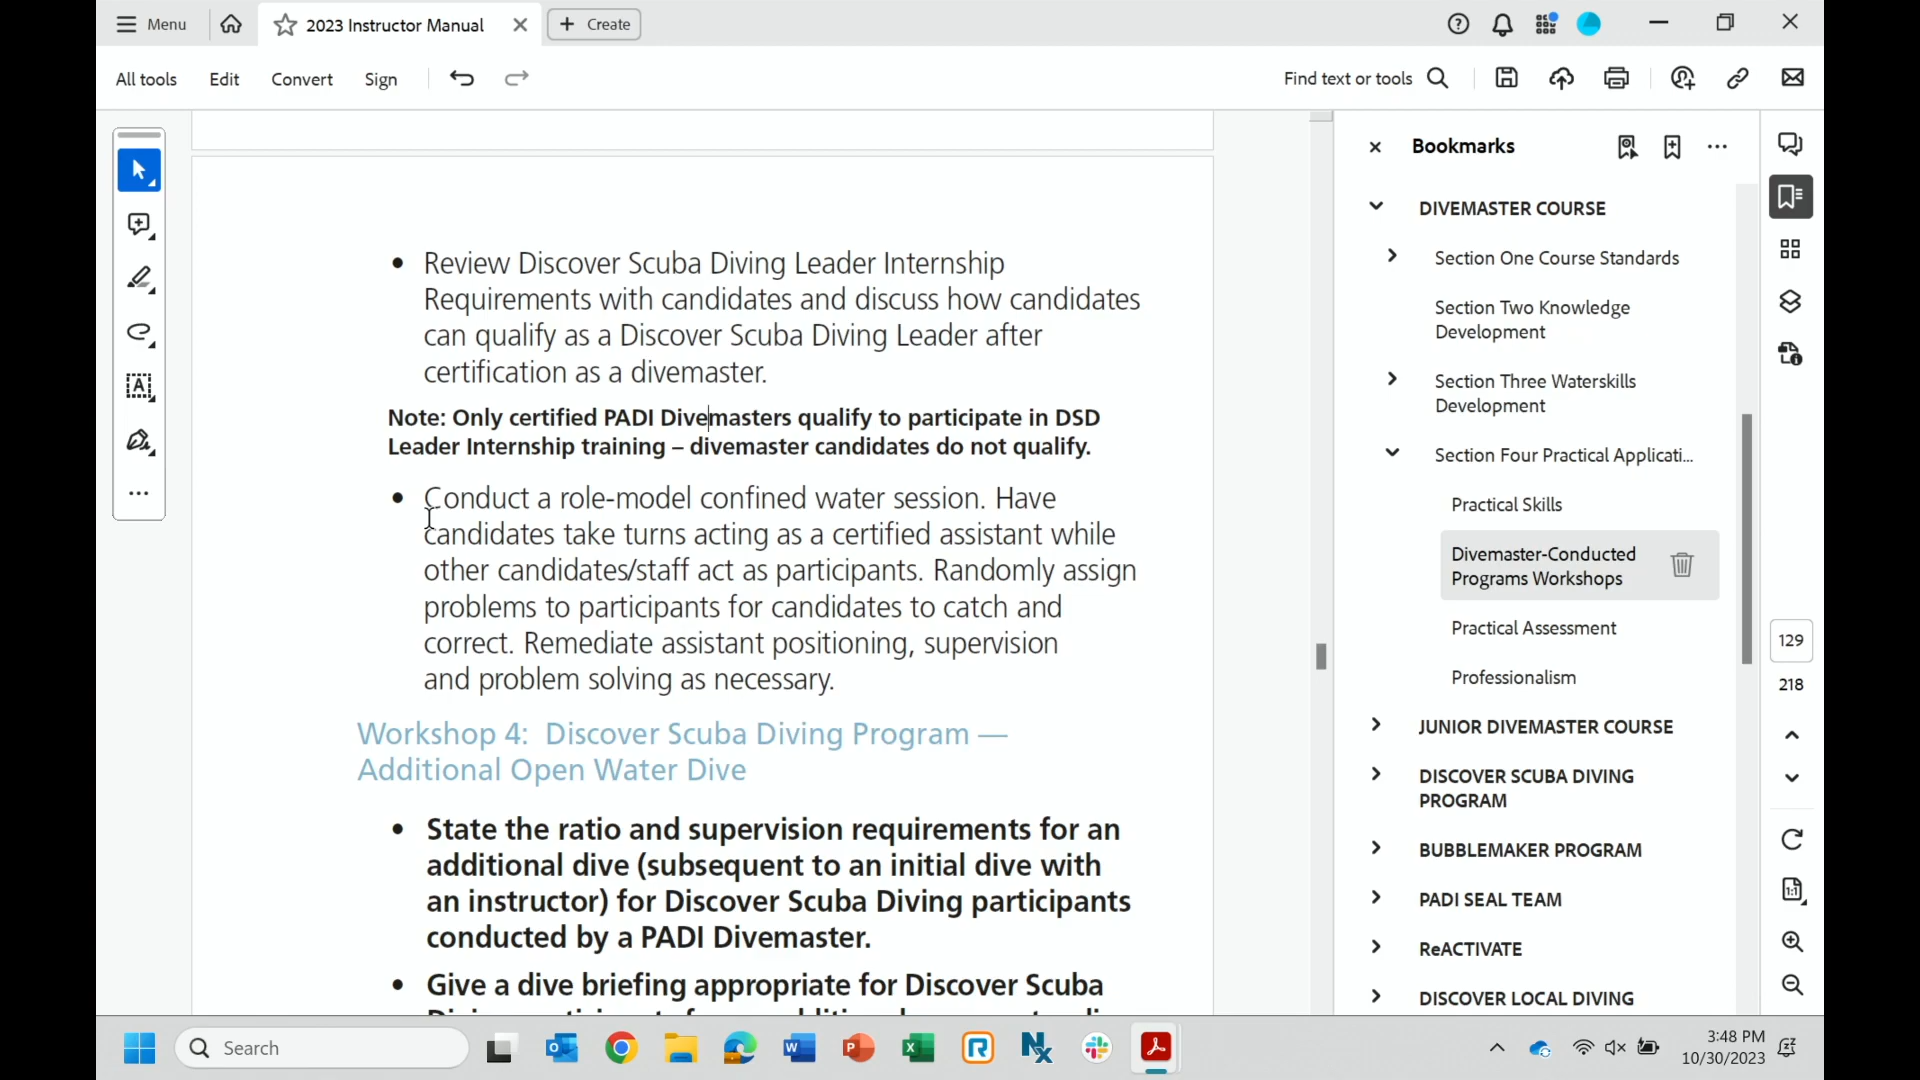 Menu
2023 Instructor Manual
Create
All tools
Edit
Convert
Sign
Find text or tools
• Review Discover Scuba Diving Leader Internship
Requirements with candidates and discuss how candidates
can qualify as a Discover Scuba Diving Leader after
certification as a divemaster.
Note: Only certified PADI Divemasters qualify to participate in DSD
Leader Internship training – divemaster candidates do not qualify.
• Conduct a role-model confined water session. Have
candidates take turns acting as a certified assistant while
other candidates/staff act as participants. Randomly assign
problems to participants for candidates to catch and
correct. Remediate assistant positioning, supervision
and problem solving as necessary.
Workshop 4: Discover Scuba Diving Program —
Additional Open Water Dive
• State the ratio and supervision requirements for an
additional dive (subsequent to an initial dive with
an instructor) for Discover Scuba Diving participants
conducted by a PADI Divemaster.
• Give a dive briefing appropriate for Discover Scuba
Bookmarks
DIVEMASTER COURSE
Section One Course Standards
Section Two Knowledge
Development
Section Three Waterskills
Development
Section Four Practical Applicati...
Practical Skills
Divemaster-Conducted
Programs Workshops
Practical Assessment
Professionalism
JUNIOR DIVEMASTER COURSE
DISCOVER SCUBA DIVING
PROGRAM
BUBBLEMAKER PROGRAM
PADI SEAL TEAM
ReACTIVATE
DISCOVER LOCAL DIVING
129
218
Search
3:48 PM
10/30/2023